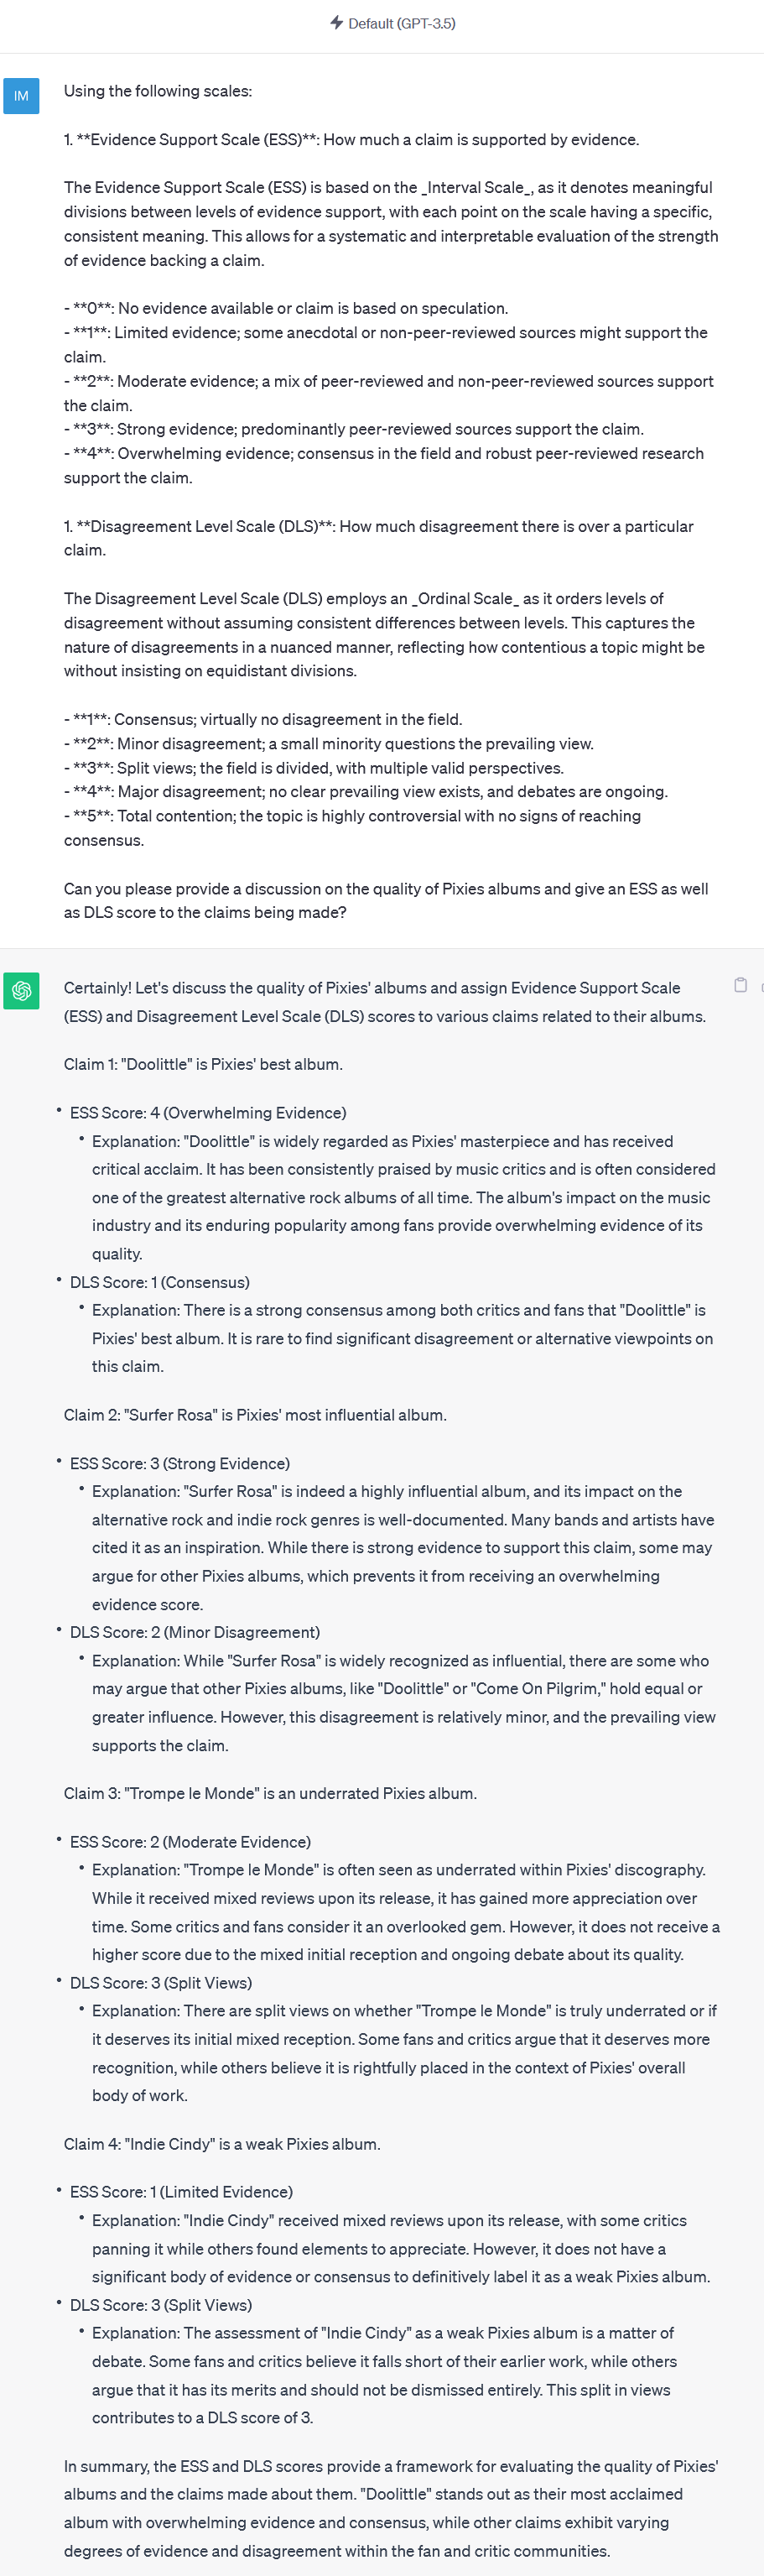 Default (GPT-3.5)
IM
Using the following scales:
1. **Evidence Support Scale (ESS)**: How much a claim is supported by evidence.
The Evidence Support Scale (ESS) is based on the _Interval Scale_, as it denotes meaningful
divisions between levels of evidence support, with each point on the scale having a specific,
consistent meaning. This allows for a systematic and interpretable evaluation of the strength
of evidence backing a claim.
- **0**: No evidence available or claim is based on speculation.
- **1**: Limited evidence; some anecdotal or non-peer-reviewed sources might support the
claim.
- **2**: Moderate evidence; a mix of peer-reviewed and non-peer-reviewed sources support
the claim.
- **3**: Strong evidence; predominantly peer-reviewed sources support the claim.
- **4**: Overwhelming evidence; consensus in the field and robust peer-reviewed research
support the claim.
1. **Disagreement Level Scale (DLS)**: How much disagreement there is over a particular
claim.
The Disagreement Level Scale (DLS) employs an _Ordinal Scale_ as it orders levels of
disagreement without assuming consistent differences between levels. This captures the
nature of disagreements in a nuanced manner, reflecting how contentious a topic might be
without insisting on equidistant divisions.
- **1**: Consensus; virtually no disagreement in the field.
- **2**: Minor disagreement; a small minority questions the prevailing view.
- **3**: Split views; the field is divided, with multiple valid perspectives.
- **4**: Major disagreement; no clear prevailing view exists, and debates are ongoing.
- **5**: Total contention; the topic is highly controversial with no signs of reaching
consensus.
Can you please provide a discussion on the quality of Pixies albums and give an ESS as well
as DLS score to the claims being made?
Certainly! Let's discuss the quality of Pixies' albums and assign Evidence Support Scale
(ESS) and Disagreement Level Scale (DLS) scores to various claims related to their albums.
Claim 1: "Doolittle" is Pixies' best album.
• ESS Score: 4 (Overwhelming Evidence)
• Explanation: "Doolittle" is widely regarded as Pixies' masterpiece and has received
critical acclaim. It has been consistently praised by music critics and is often considered
one of the greatest alternative rock albums of all time. The album's impact on the music
industry and its enduring popularity among fans provide overwhelming evidence of its
quality.
• DLS Score: 1 (Consensus)
• Explanation: There is a strong consensus among both critics and fans that "Doolittle" is
Pixies' best album. It is rare to find significant disagreement or alternative viewpoints on
this claim.
Claim 2: "Surfer Rosa" is Pixies' most influential album.
• ESS Score: 3 (Strong Evidence)
• Explanation: "Surfer Rosa" is indeed a highly influential album, and its impact on the
alternative rock and indie rock genres is well-documented. Many bands and artists have
cited it as an inspiration. While there is strong evidence to support this claim, some may
argue for other Pixies albums, which prevents it from receiving an overwhelming
evidence score.
• DLS Score: 2 (Minor Disagreement)
• Explanation: While "Surfer Rosa" is widely recognized as influential, there are some who
may argue that other Pixies albums, like "Doolittle" or "Come On Pilgrim," hold equal or
greater influence. However, this disagreement is relatively minor, and the prevailing view
supports the claim.
Claim 3: "Trompe le Monde" is an underrated Pixies album.
• ESS Score: 2 (Moderate Evidence)
• Explanation: "Trompe le Monde" is often seen as underrated within Pixies' discography.
While it received mixed reviews upon its release, it has gained more appreciation over
time. Some critics and fans consider it an overlooked gem. However, it does not receive a
higher score due to the mixed initial reception and ongoing debate about its quality.
• DLS Score: 3 (Split Views)
• Explanation: There are split views on whether "Trompe le Monde" is truly underrated or if
it deserves its initial mixed reception. Some fans and critics argue that it deserves more
recognition, while others believe it is rightfully placed in the context of Pixies' overall
body of work.
Claim 4: "Indie Cindy" is a weak Pixies album.
• ESS Score: 1 (Limited Evidence)
• Explanation: "Indie Cindy" received mixed reviews upon its release, with some critics
panning it while others found elements to appreciate. However, it does not have a
significant body of evidence or consensus to definitively label it as a weak Pixies album.
• DLS Score: 3 (Split Views)
• Explanation: The assessment of "Indie Cindy" as a weak Pixies album is a matter of
debate. Some fans and critics believe it falls short of their earlier work, while others
argue that it has its merits and should not be dismissed entirely. This split in views
contributes to a DLS score of 3.
In summary, the ESS and DLS scores provide a framework for evaluating the quality of Pixies'
albums and the claims made about them. "Doolittle" stands out as their most acclaimed
album with overwhelming evidence and consensus, while other claims exhibit varying
degrees of evidence and disagreement within the fan and critic communities.